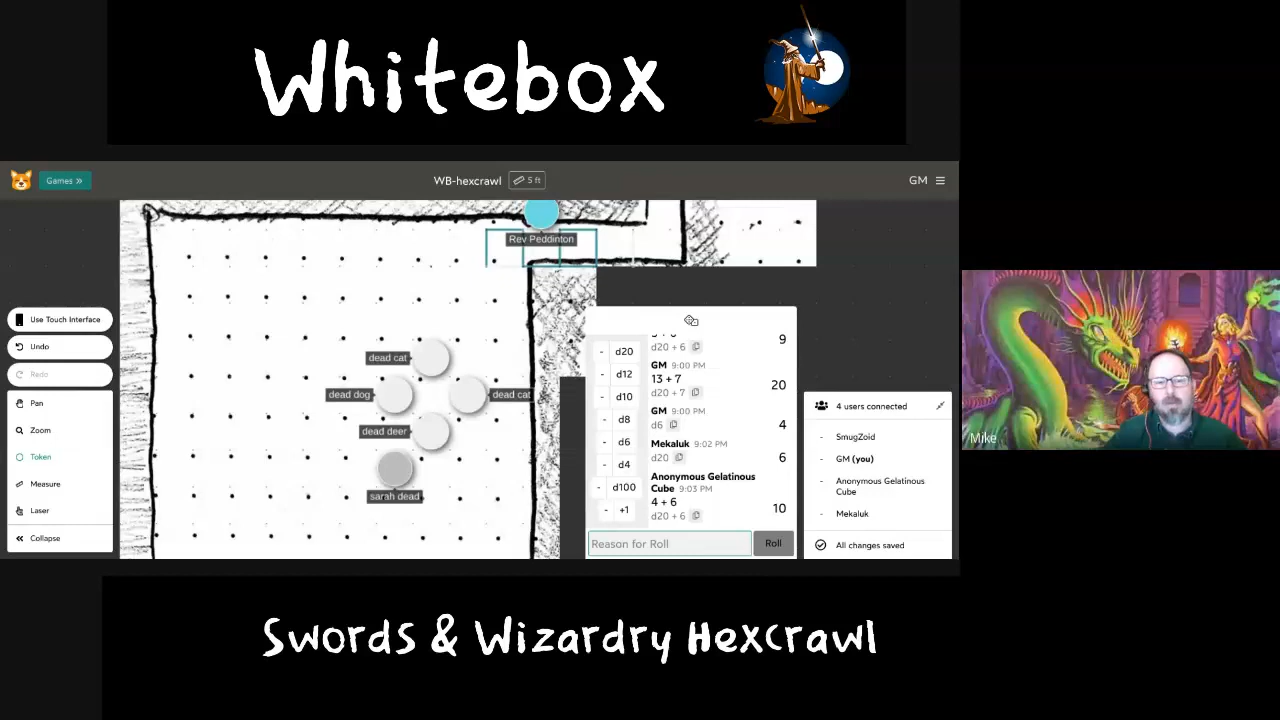 Whitebox
Games »
WB-hexcrawl
5 ft
GM
Rev Peddinton
Use Touch Interface
Undo
Redo
Pan
Zoom
Token
Measure
Laser
Collapse
dead cat
dead dog
dead cat
dead deer
sarah dead
- d20
- d12
- d10
- d8
- d6
- d4
- d100
- +1
d20 + 6
9
GM 9:00 PM
13 + 7
d20 + 7
20
GM 9:00 PM
d6
4
Mekaluk 9:02 PM
d20
6
Anonymous Gelatinous
Cube 9:03 PM
4 + 6
d20 + 6
10
Reason for Roll
Roll
4 users connected
- SmugZoid
- GM (you)
- Anonymous Gelatinous
Cube
- Mekaluk
All changes saved
Mike
Swords & Wizardry Hexcrawl